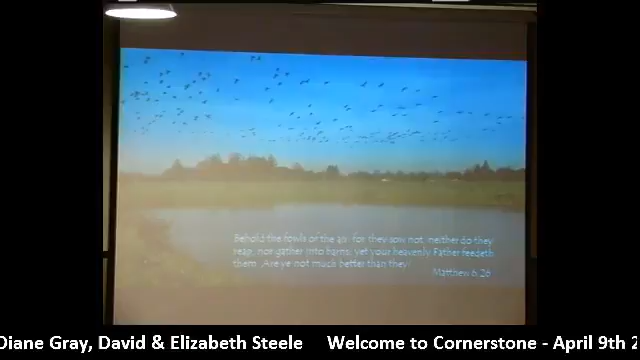 Behold the fowls of the air: for they sow not, neither do they
reap, nor gather into barns; yet your heavenly Father feedeth
them. Are ye not much better than they?
Matthew 6:26
Diane Gray, David & Elizabeth Steele Welcome to Cornerstone - April 9th 2